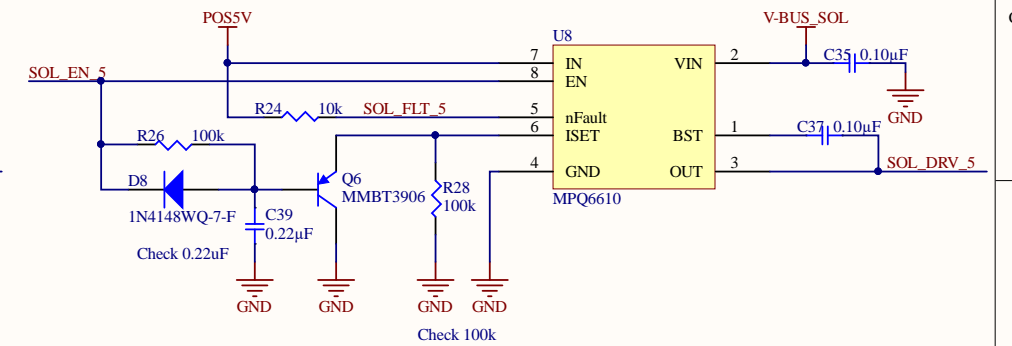 POS5V
V-BUS_SOL
U8
SOL_EN_5
7 IN VIN 2
8 EN
C35 0.10µF
GND
R24 10k SOL_FLT_5 5 nFault
6 ISET BST 1 C37 0.10µF
R26 100k
4 GND OUT 3 SOL_DRV_5
D8
Q6
MMBT3906
R28
100k
MPQ6610
1N4148WQ-7-F
C39
0.22µF
Check 0.22uF
GND GND GND GND
Check 100k